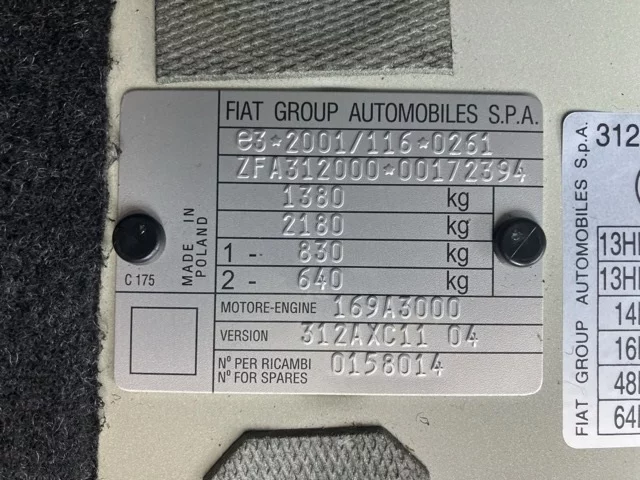 FIAT GROUP AUTOMOBILES S.P.A.
e3*2001/116*0261
ZFA312000*00172394
1380 kg
2180 kg
1 - 830 kg
2 - 640 kg
MADE IN
POLAND
C 175
MOTORE-ENGINE 169A3000
VERSION 312AXC11 04
N° PER RICAMBI
N° FOR SPARES
0158014
FIAT GROUP AUTOMOBILES S.p.A.
312
13H
13H
14
16
48
64